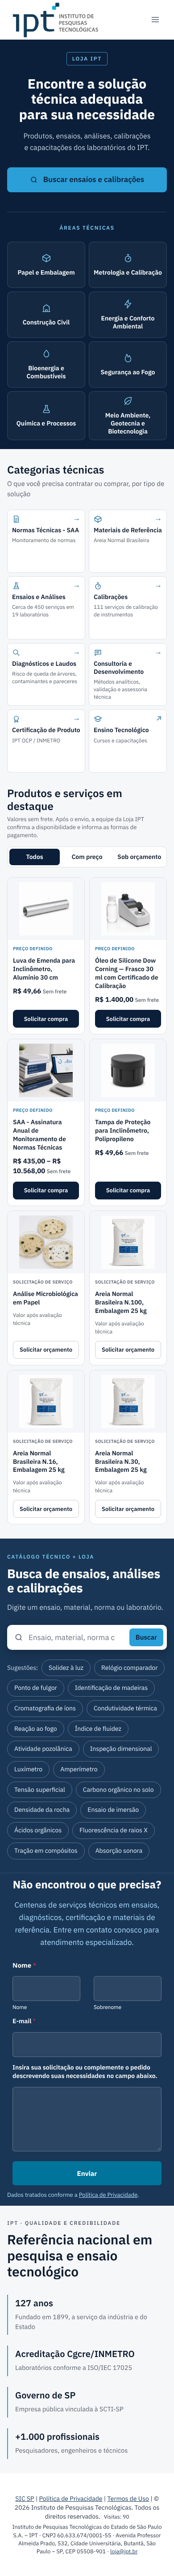 ipt INSTITUTO DE
PESQUISAS
TECNOLÓGICAS
LOJA IPT
Encontre a solução
técnica adequada
para sua necessidade
Produtos, ensaios, análises, calibrações
e capacitações do laboratórios do IPT.
Buscar ensaios e calibrações
ÁREAS TÉCNICAS
Papel e Embalagem
Metrologia e Calibração
Construção Civil
Energia e Conforto
Ambiental
Bioenergia e
Combustíveis
Segurança ao Fogo
Química e Processos
Meio Ambiente,
Geotecnia e
Biotecnologia
Categorias técnicas
O que você precisa contratar ou comprar, por tipo de
solução
Normas Técnicas - SAA
Monitoramento de normas
Materiais de Referência
Areia Normal Brasileira
Ensaios e Análises
Cerca de 450 serviços em
19 laboratórios
Calibrações
111 serviços de calibração
de instrumentos
Diagnósticos e Laudos
Risco de queda de árvores,
contaminantes e pareceres
Consultoria e
Desenvolvimento
Métodos analíticos,
validação e assessoria
técnica
Certificação de Produto
IPT OCP / INMETRO
Ensino Tecnológico
Cursos e capacitações
Produtos e serviços em
destaque
Valores sem frete. Após o envio, a equipe da Loja IPT
confirma a disponibilidade e informa as formas de
pagamento.
Todos
Com preço
Sob orçamento
PREÇO DEFINIDO
Luva de Emenda para
Inclinômetro,
Alumínio 30 cm
R$ 49,66 Sem frete
Solicitar compra
PREÇO DEFINIDO
Óleo de Silicone Dow
Corning — Frasco 30
ml com Certificado de
Calibração
R$ 1.400,00 Sem frete
Solicitar compra
PREÇO DEFINIDO
SAA - Assinatura
Anual de
Monitoramento de
Normas Técnicas
R$ 435,00 – R$
10.568,00 Sem frete
Solicitar compra
PREÇO DEFINIDO
Tampa de Proteção
para Inclinômetro,
Polipropileno
R$ 49,66 Sem frete
Solicitar compra
SOLICITAÇÃO DE SERVIÇO
Análise Microbiológica
em Papel
Valor após avaliação
técnica
Solicitar orçamento
SOLICITAÇÃO DE SERVIÇO
Areia Normal
Brasileira N.100,
Embalagem 25 kg
Valor após avaliação
técnica
Solicitar orçamento
SOLICITAÇÃO DE SERVIÇO
Areia Normal
Brasileira N.16,
Embalagem 25 kg
Valor após avaliação
técnica
Solicitar orçamento
SOLICITAÇÃO DE SERVIÇO
Areia Normal
Brasileira N.30,
Embalagem 25 kg
Valor após avaliação
técnica
Solicitar orçamento
CATÁLOGO TÉCNICO + LOJA
Busca de ensaios, análises
e calibrações
Digite um ensaio, material, norma ou laboratório.
Ensaio, material, norma c
Buscar
Sugestões:
Solidez à luz
Relógio comparador
Ponto de fulgor
Identificação de madeiras
Cromatografia de íons
Condutividade térmica
Reação ao fogo
Índice de fluidez
Atividade pozolânica
Inspeção dimensional
Luxímetro
Amperímetro
Tensão superficial
Carbono orgânico no solo
Densidade da rocha
Ensaio de imersão
Ácidos orgânicos
Fluorescência de raios X
Tração em compósitos
Absorção sonora
Não encontrou o que precisa?
Centenas de serviços técnicos em ensaios,
diagnósticos, certificação e materiais de
referência. Entre em contato conosco para
atendimento especializado.
Nome *
Nome
Sobrenome
E-mail *
Insira sua solicitação ou complemente o pedido
descrevendo suas necessidades no campo abaixo.
Enviar
Dados tratados conforme a Política de Privacidade.
IPT · QUALIDADE E CREDIBILIDADE
Referência nacional em
pesquisa e ensaio
tecnológico
127 anos
Fundado em 1899, a serviço da indústria e do
Estado
Acreditação Cgcre/INMETRO
Laboratórios conforme a ISO/IEC 17025
Governo de SP
Empresa pública vinculada à SCTI-SP
+1.000 profissionais
Pesquisadores, engenheiros e técnicos
SIC SP | Política de Privacidade | Termos de Uso | ©
2026 Instituto de Pesquisas Tecnológicas. Todos os
direitos reservados. Visitas: 90
Instituto de Pesquisas Tecnológicas do Estado de São Paulo
S.A. – IPT · CNPJ 60.633.674/0001-55 · Avenida Professor
Almeida Prado, 532, Cidade Universitária, Butantã, São
Paulo – SP, CEP 05508-901 · loja@ipt.br